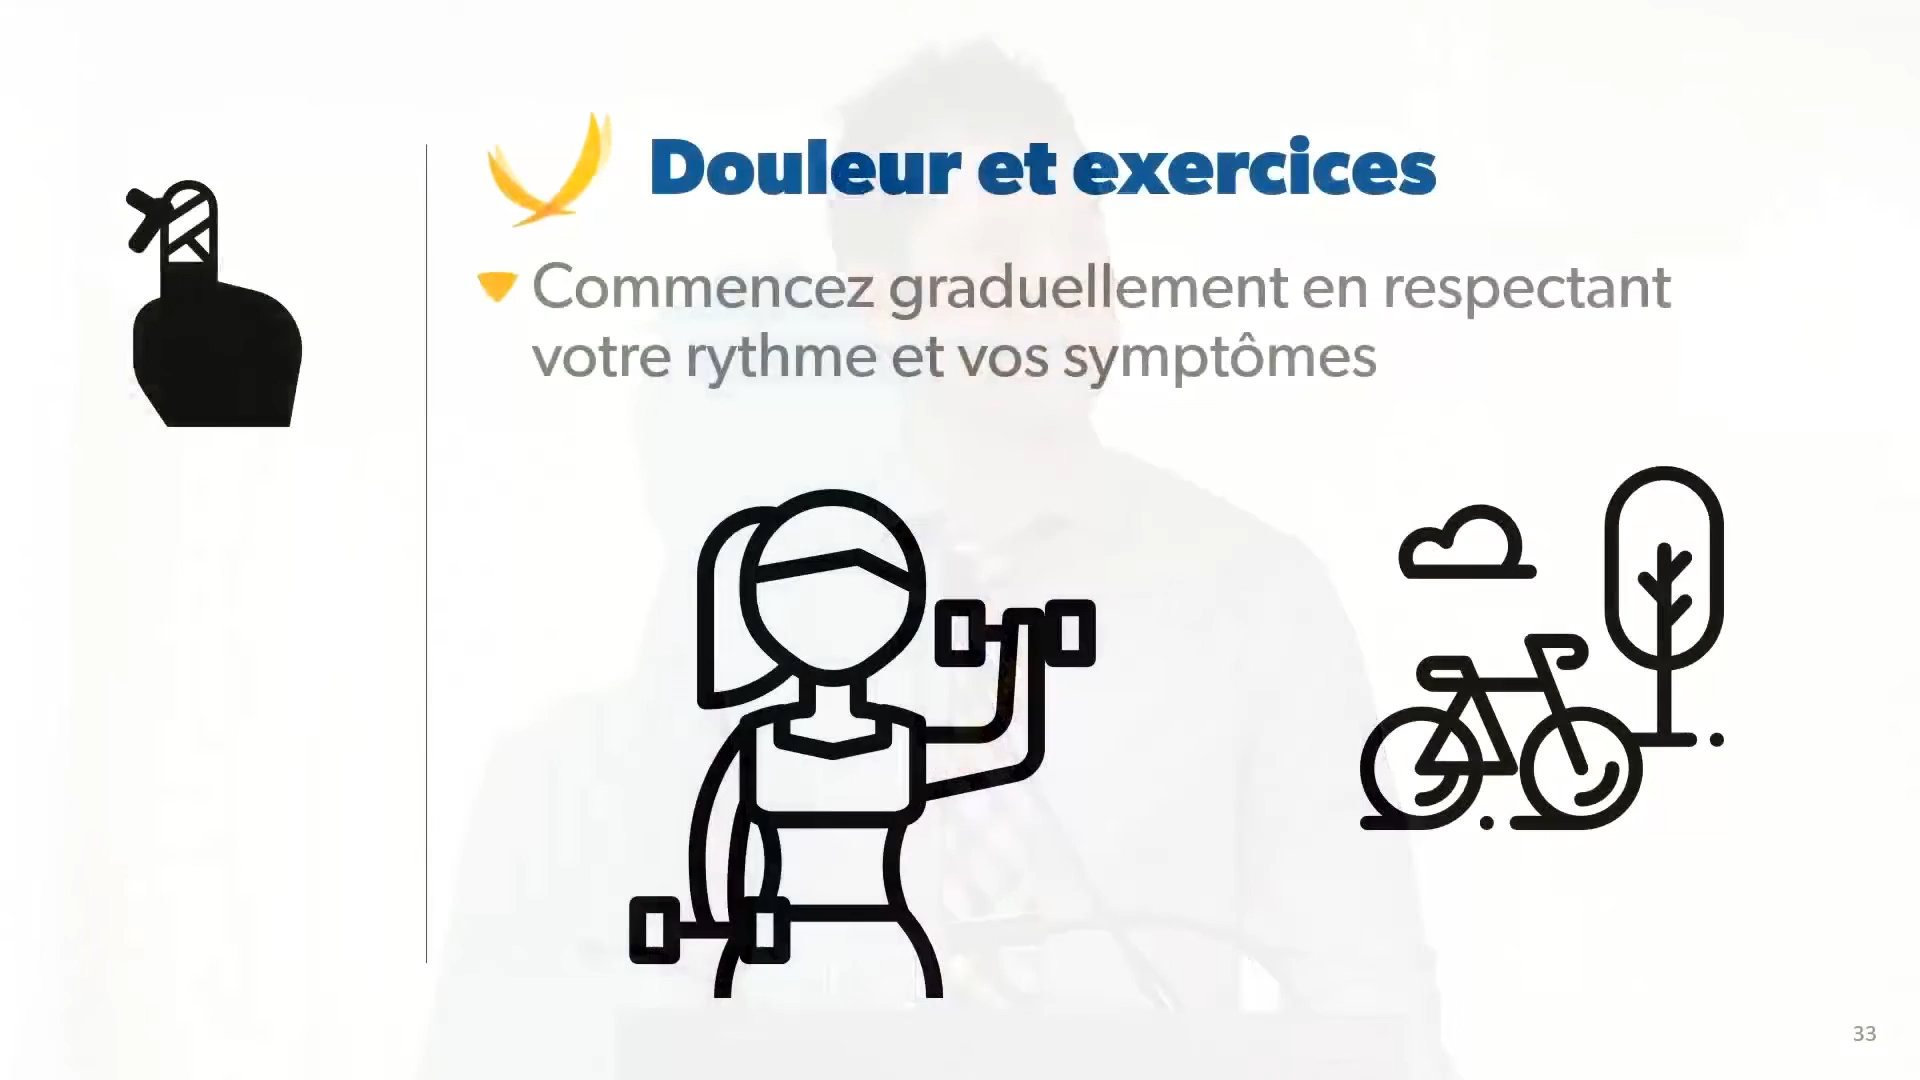 Douleur et exercices
Commencez graduellement en respectant
votre rythme et vos symptômes
33